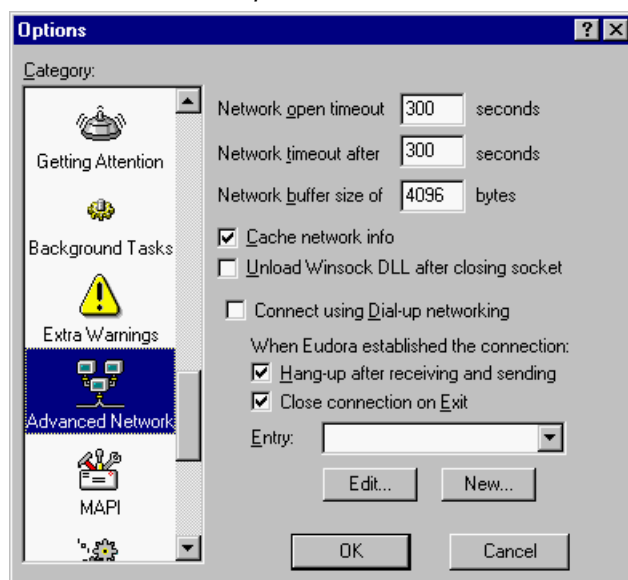 Options
Category:
Getting Attention
Background Tasks
Extra Warnings
Advanced Network
MAPI
Network open timeout 300 seconds
Network timeout after 300 seconds
Network buffer size of 4096 bytes
Cache network info
Unload Winsock DLL after closing socket
Connect using Dial-up networking
When Eudora established the connection:
Hang-up after receiving and sending
Close connection on Exit
Entry:
Edit... New...
OK Cancel